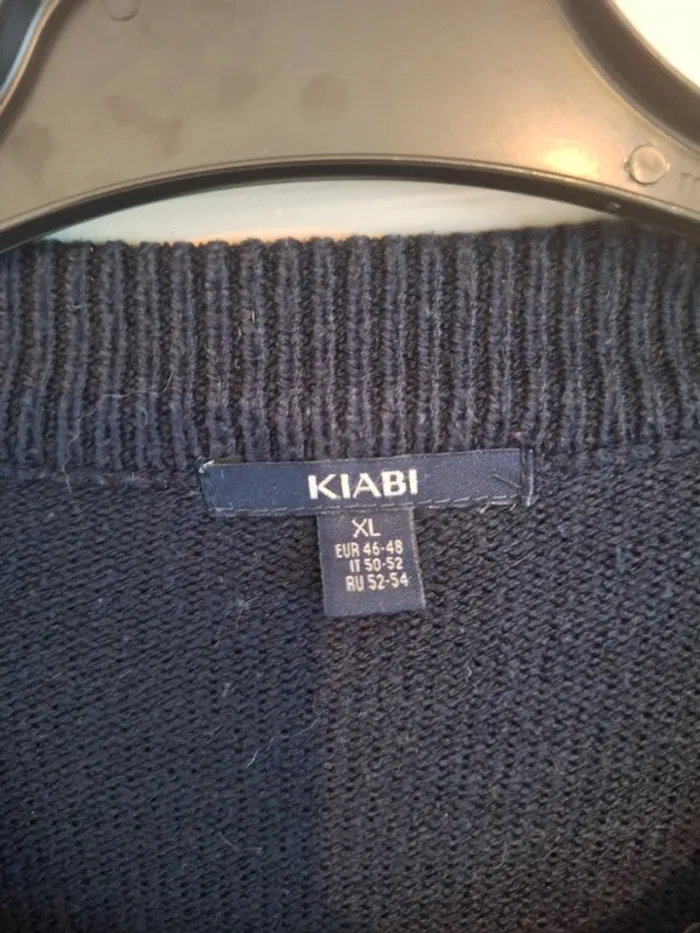 KIABI
XL
EUR 46-48
IT 50-52
RU 52-54